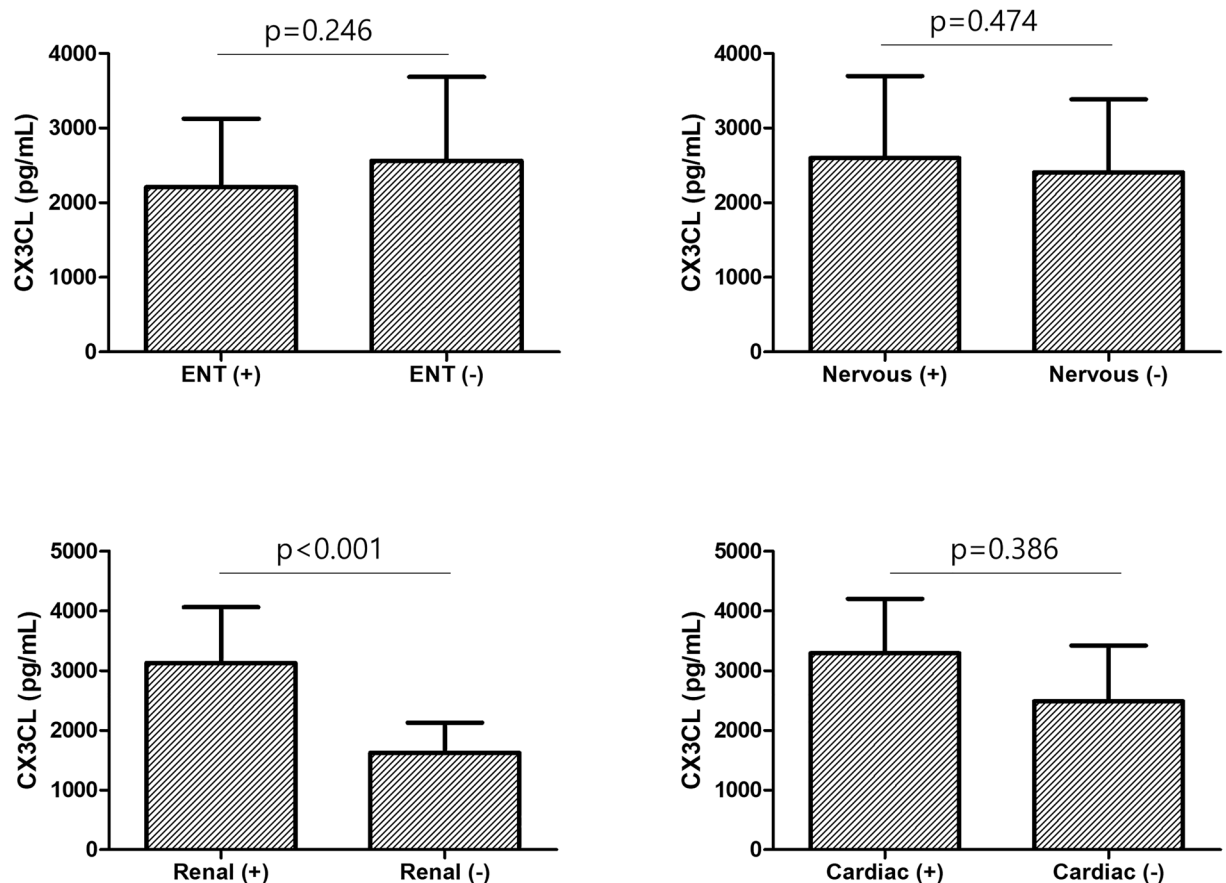 p=0.246
4000
3000
2000
1000
0
CX3CL (pg/mL)
ENT (+) ENT (-)
p=0.474
4000
3000
2000
1000
0
CX3CL (pg/mL)
Nervous (+) Nervous (-)
p<0.001
5000
4000
3000
2000
1000
0
CX3CL (pg/mL)
Renal (+) Renal (-)
p=0.386
5000
4000
3000
2000
1000
0
CX3CL (pg/mL)
Cardiac (+) Cardiac (-)